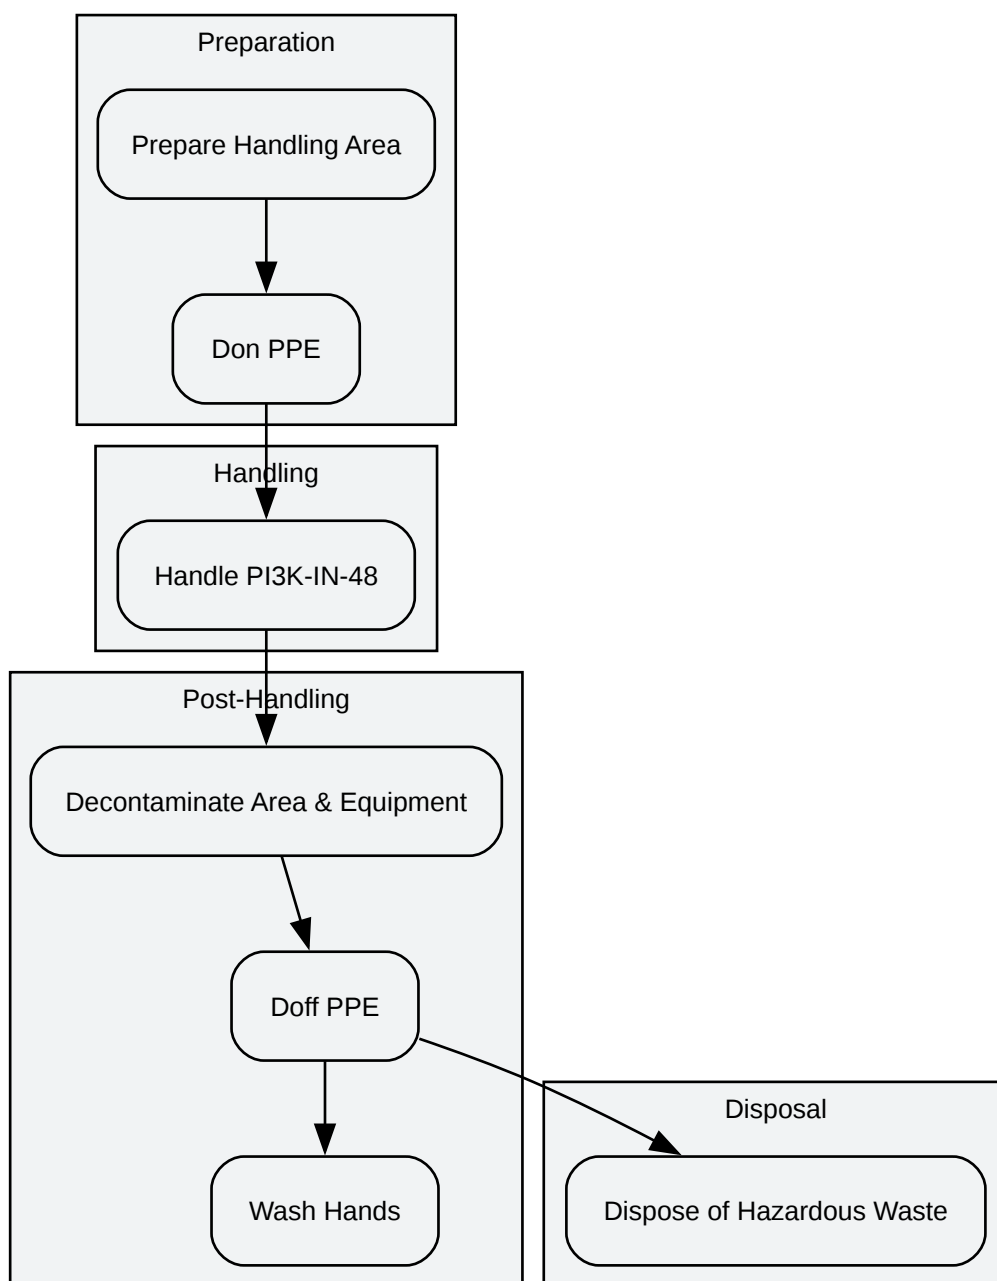 Preparation
Prepare Handling Area
Don PPE
Handling
Handle PI3K-IN-48
Post-Handling
Decontaminate Area & Equipment
Doff PPE
Disposal
Wash Hands
Dispose of Hazardous Waste